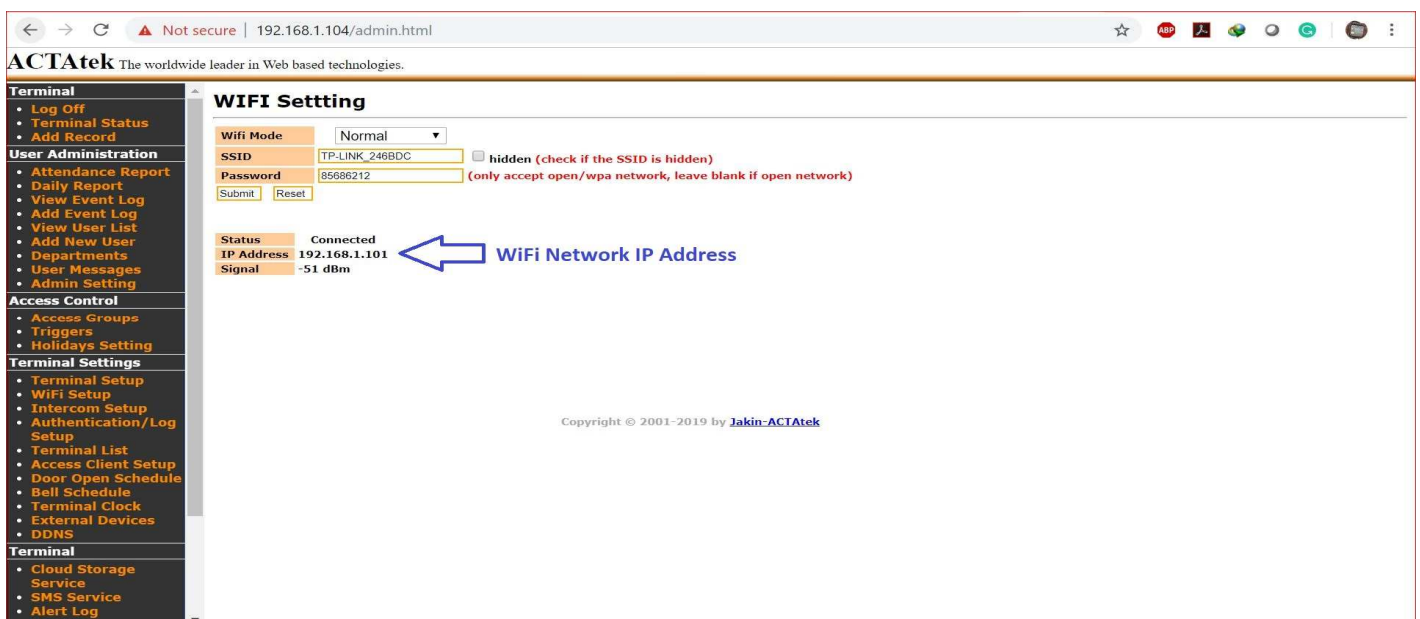 Not secure | 192.168.1.104/admin.html
ABP
G
ACTAtek The worldwide leader in Web based technologies.
Terminal
• Log Off
• Terminal Status
• Add Record
User Administration
• Attendance Report
• Daily Report
• View Event Log
• Add Event Log
• View User List
• Add New User
• Departments
• User Messages
• Admin Setting
Access Control
• Access Groups
• Triggers
• Holidays Setting
Terminal Settings
• Terminal Setup
• WiFi Setup
• Intercom Setup
• Authentication/Log
Setup
• Terminal List
• Access Client Setup
• Door Open Schedule
• Bell Schedule
• Terminal Clock
• External Devices
• DDNS
Terminal
• Cloud Storage
Service
• SMS Service
• Alert Log
WIFI Settting
Wifi Mode Normal
SSID TP-LINK_246BDC hidden (check if the SSID is hidden)
Password 85686212 (only accept open/wpa network, leave blank if open network)
Submit Reset
Status Connected
IP Address 192.168.1.101 WiFi Network IP Address
Signal -51 dBm
Copyright © 2001-2019 by Jakin-ACTAtek